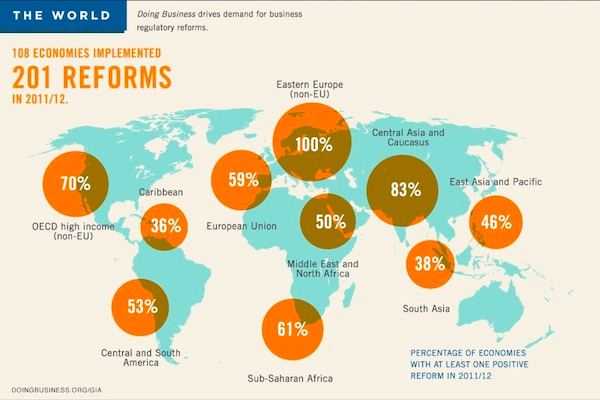 THE WORLD
Doing Business drives demand for business
regulatory reforms.
108 ECONOMIES IMPLEMENTED
201 REFORMS
IN 2011/12.
Eastern Europe
(non-EU)
100%
Central Asia and
Caucasus
83%
70%
OECD high income
(non-EU)
Caribbean
36%
59%
European Union
50%
Middle East and
North Africa
East Asia and Pacific
46%
38%
South Asia
53%
Central and South
America
61%
Sub-Saharan Africa
PERCENTAGE OF ECONOMIES
WITH AT LEAST ONE POSITIVE
REFORM IN 2011/12
DOINGBUSINESS.ORG/GIA